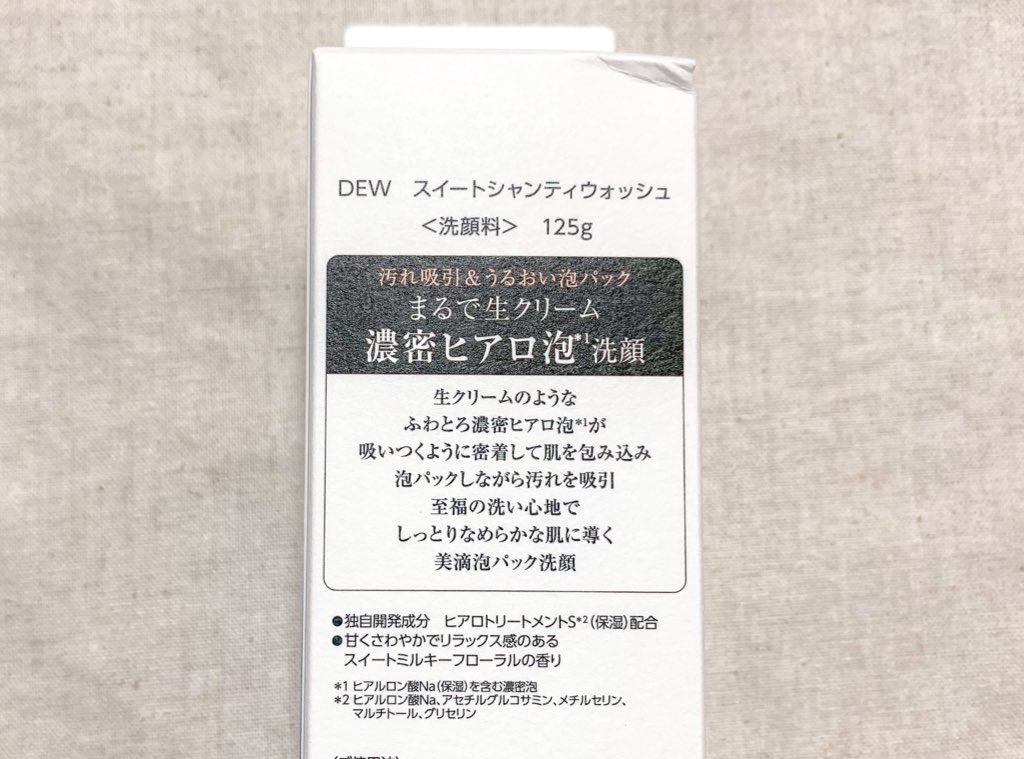 DEW スイートシャンティウォッシュ
＜洗顔料＞ 125g
汚れ吸引＆うるおい泡パック
まるで生クリーム
濃密ヒアロ泡*1洗顔
生クリームのような
ふわとろ濃密ヒアロ泡*1が
吸いつくように密着して肌を包み込み
泡パックしながら汚れを吸引
至福の洗い心地で
しっとりなめらかな肌に導く
美滴泡パック洗顔
●独自開発成分 ヒアロトリートメントS*2(保湿)配合
●甘くさわやかでリラックス感のある
スイートミルキーフローラルの香り
*1 ヒアルロン酸Na(保湿)を含む濃密泡
*2 ヒアルロン酸Na、アセチルグルコサミン、メチルセリン、
マルチトール、グリセリン